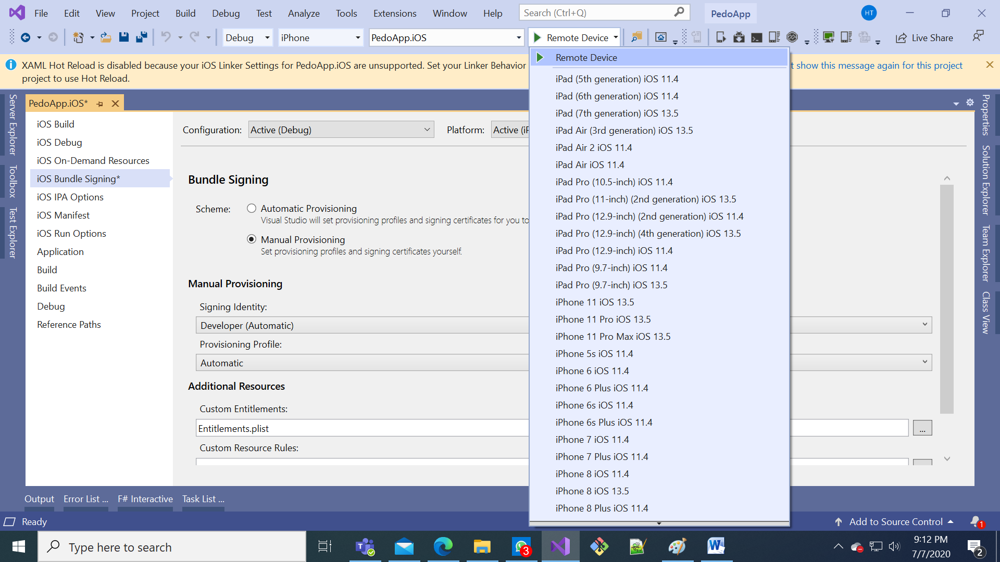 File Edit View Project Build Debug Test Analyze Tools Extensions Window Help Search (Ctrl+Q) PedoApp HT
Debug iPhone PedoApp.iOS Remote Device Live Share
XAML Hot Reload is disabled because your iOS Linker Settings for PedoApp.iOS are unsupported. Set your Linker Behavior t show this message again for this project
project to use Hot Reload.
Server Explorer
Toolbox
Test Explorer
PedoApp.iOS*
iOS Build
iOS Debug
iOS On-Demand Resources
iOS Bundle Signing*
iOS IPA Options
iOS Manifest
iOS Run Options
Application
Build
Build Events
Debug
Reference Paths
Configuration: Active (Debug) Platform: Active (iP
Bundle Signing
Scheme: Automatic Provisioning
Visual Studio will set provisioning profiles and signing certificates for you to
Manual Provisioning
Set provisioning profiles and signing certificates yourself.
Manual Provisioning
Signing Identity:
Developer (Automatic)
Provisioning Profile:
Automatic
Additional Resources
Custom Entitlements:
Entitlements.plist
...
Custom Resource Rules:
Remote Device
iPad (5th generation) iOS 11.4
iPad (6th generation) iOS 11.4
iPad (7th generation) iOS 13.5
iPad Air (3rd generation) iOS 13.5
iPad Air 2 iOS 11.4
iPad Air iOS 11.4
iPad Pro (10.5-inch) iOS 11.4
iPad Pro (11-inch) (2nd generation) iOS 13.5
iPad Pro (12.9-inch) (2nd generation) iOS 11.4
iPad Pro (12.9-inch) (4th generation) iOS 13.5
iPad Pro (12.9-inch) iOS 11.4
iPad Pro (9.7-inch) iOS 11.4
iPad Pro (9.7-inch) iOS 13.5
iPhone 11 iOS 13.5
iPhone 11 Pro iOS 13.5
iPhone 11 Pro Max iOS 13.5
iPhone 5s iOS 11.4
iPhone 6 iOS 11.4
iPhone 6 Plus iOS 11.4
iPhone 6s iOS 11.4
iPhone 6s Plus iOS 11.4
iPhone 7 iOS 11.4
iPhone 7 Plus iOS 11.4
iPhone 8 iOS 11.4
iPhone 8 iOS 13.5
iPhone 8 Plus iOS 11.4
Properties
Solution Explorer
Team Explorer
Class View
Output Error List ... F# Interactive Task List ...
Ready Add to Source Control 1
Type here to search 3 9:12 PM
7/7/2020 2